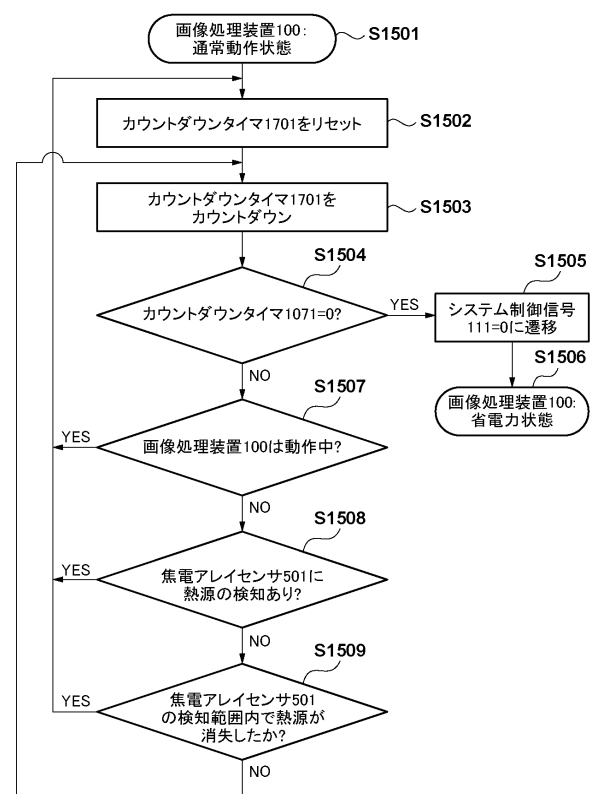 画像処理装置100:
通常動作状態
S1501
カウントダウンタイマ1701をリセット
S1502
カウントダウンタイマ1701を
カウントダウン
S1503
S1504
カウントダウンタイマ1071=0?
YES
S1505
システム制御信号
111=0に遷移
S1506
画像処理装置100:
省電力状態
NO
S1507
YES
画像処理装置100は動作中?
NO
S1508
YES
焦電アレイセンサ501に
熱源の検知あり?
NO
S1509
YES
焦電アレイセンサ501
の検知範囲内で熱源が
消失したか?
NO